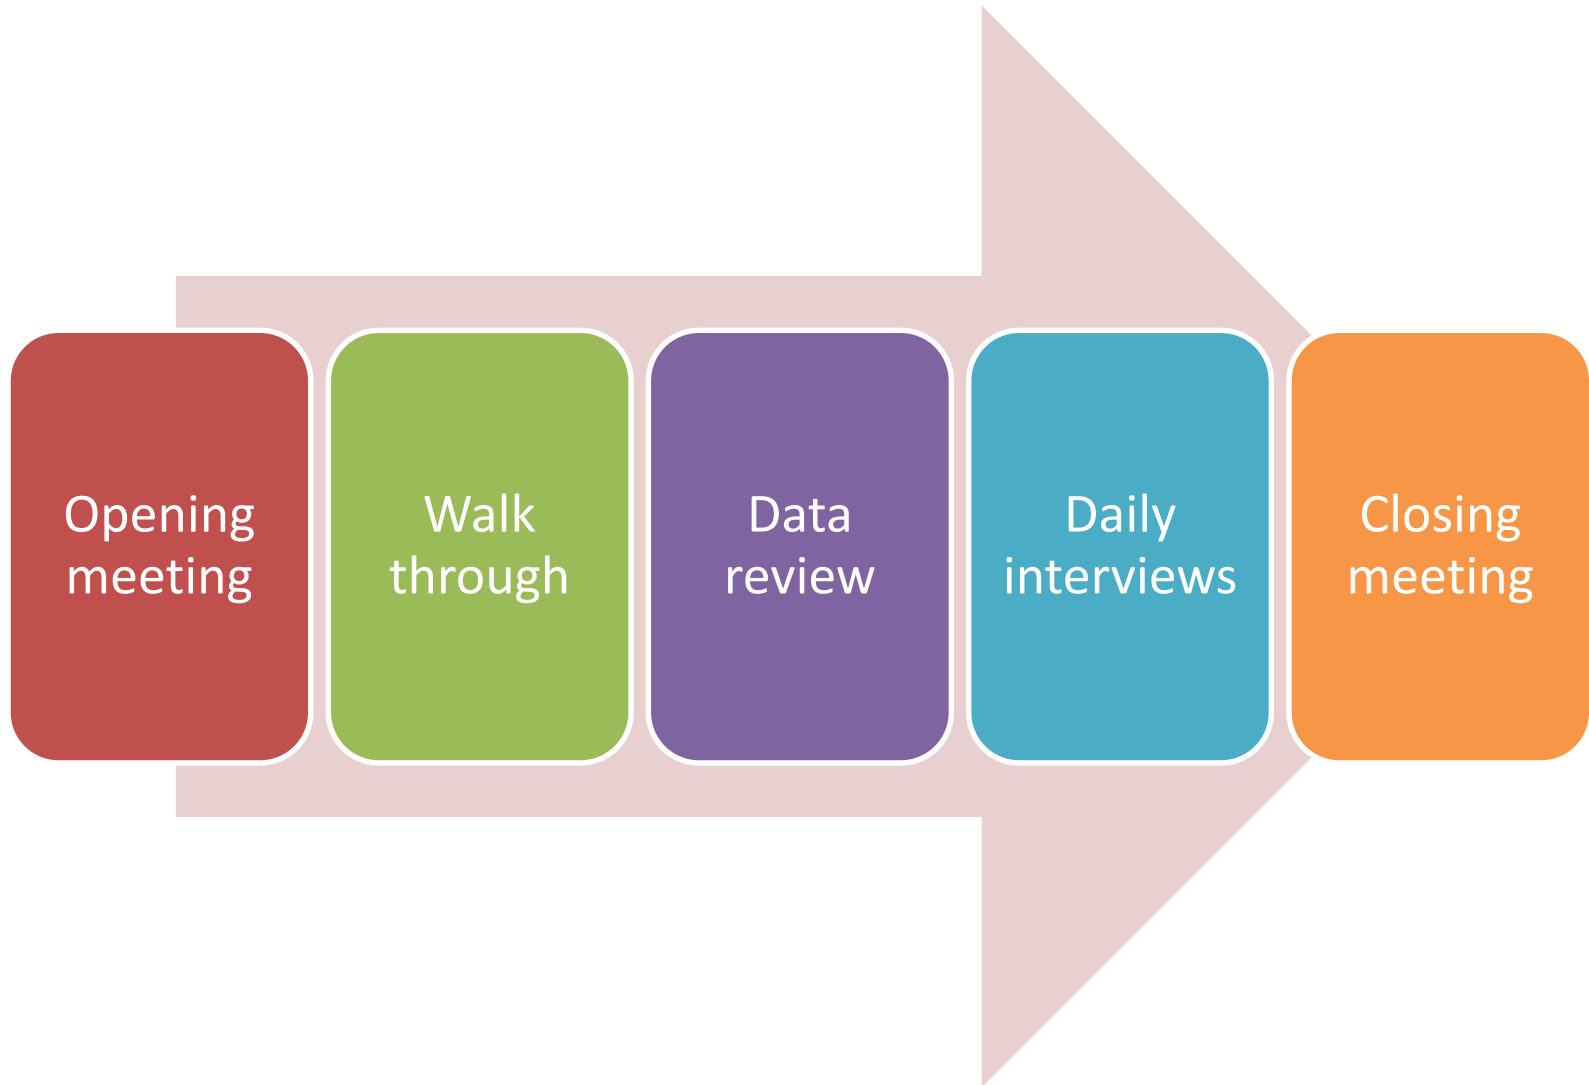 Opening
meeting
Walk
through
Data
review
Daily
interviews
Closing
meeting